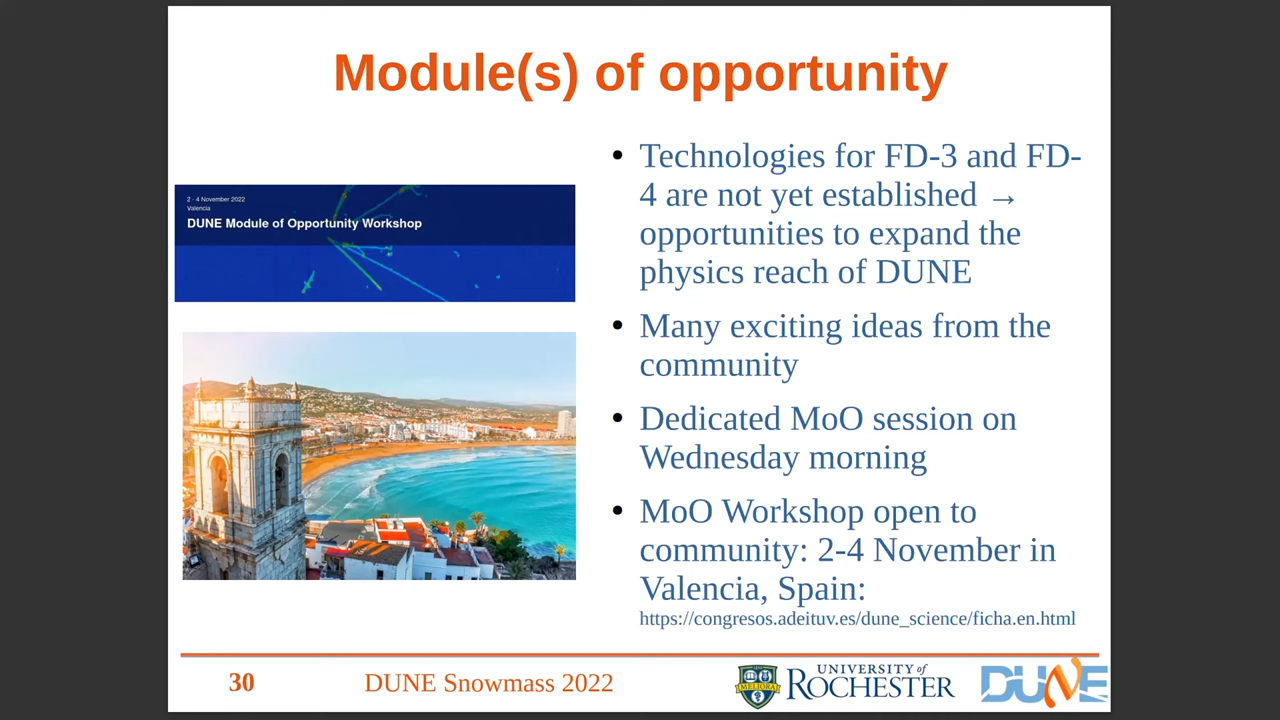 Module(s) of opportunity
2 - 4 November 2022
Valencia
DUNE Module of Opportunity Workshop
• Technologies for FD-3 and FD-
4 are not yet established →
opportunities to expand the
physics reach of DUNE
• Many exciting ideas from the
community
• Dedicated MoO session on
Wednesday morning
• MoO Workshop open to
community: 2-4 November in
Valencia, Spain:
https://congresos.adeituv.es/dune_science/ficha.en.html
30
DUNE Snowmass 2022
MELIORA
UNIVERSITY of
ROCHESTER
DUNE